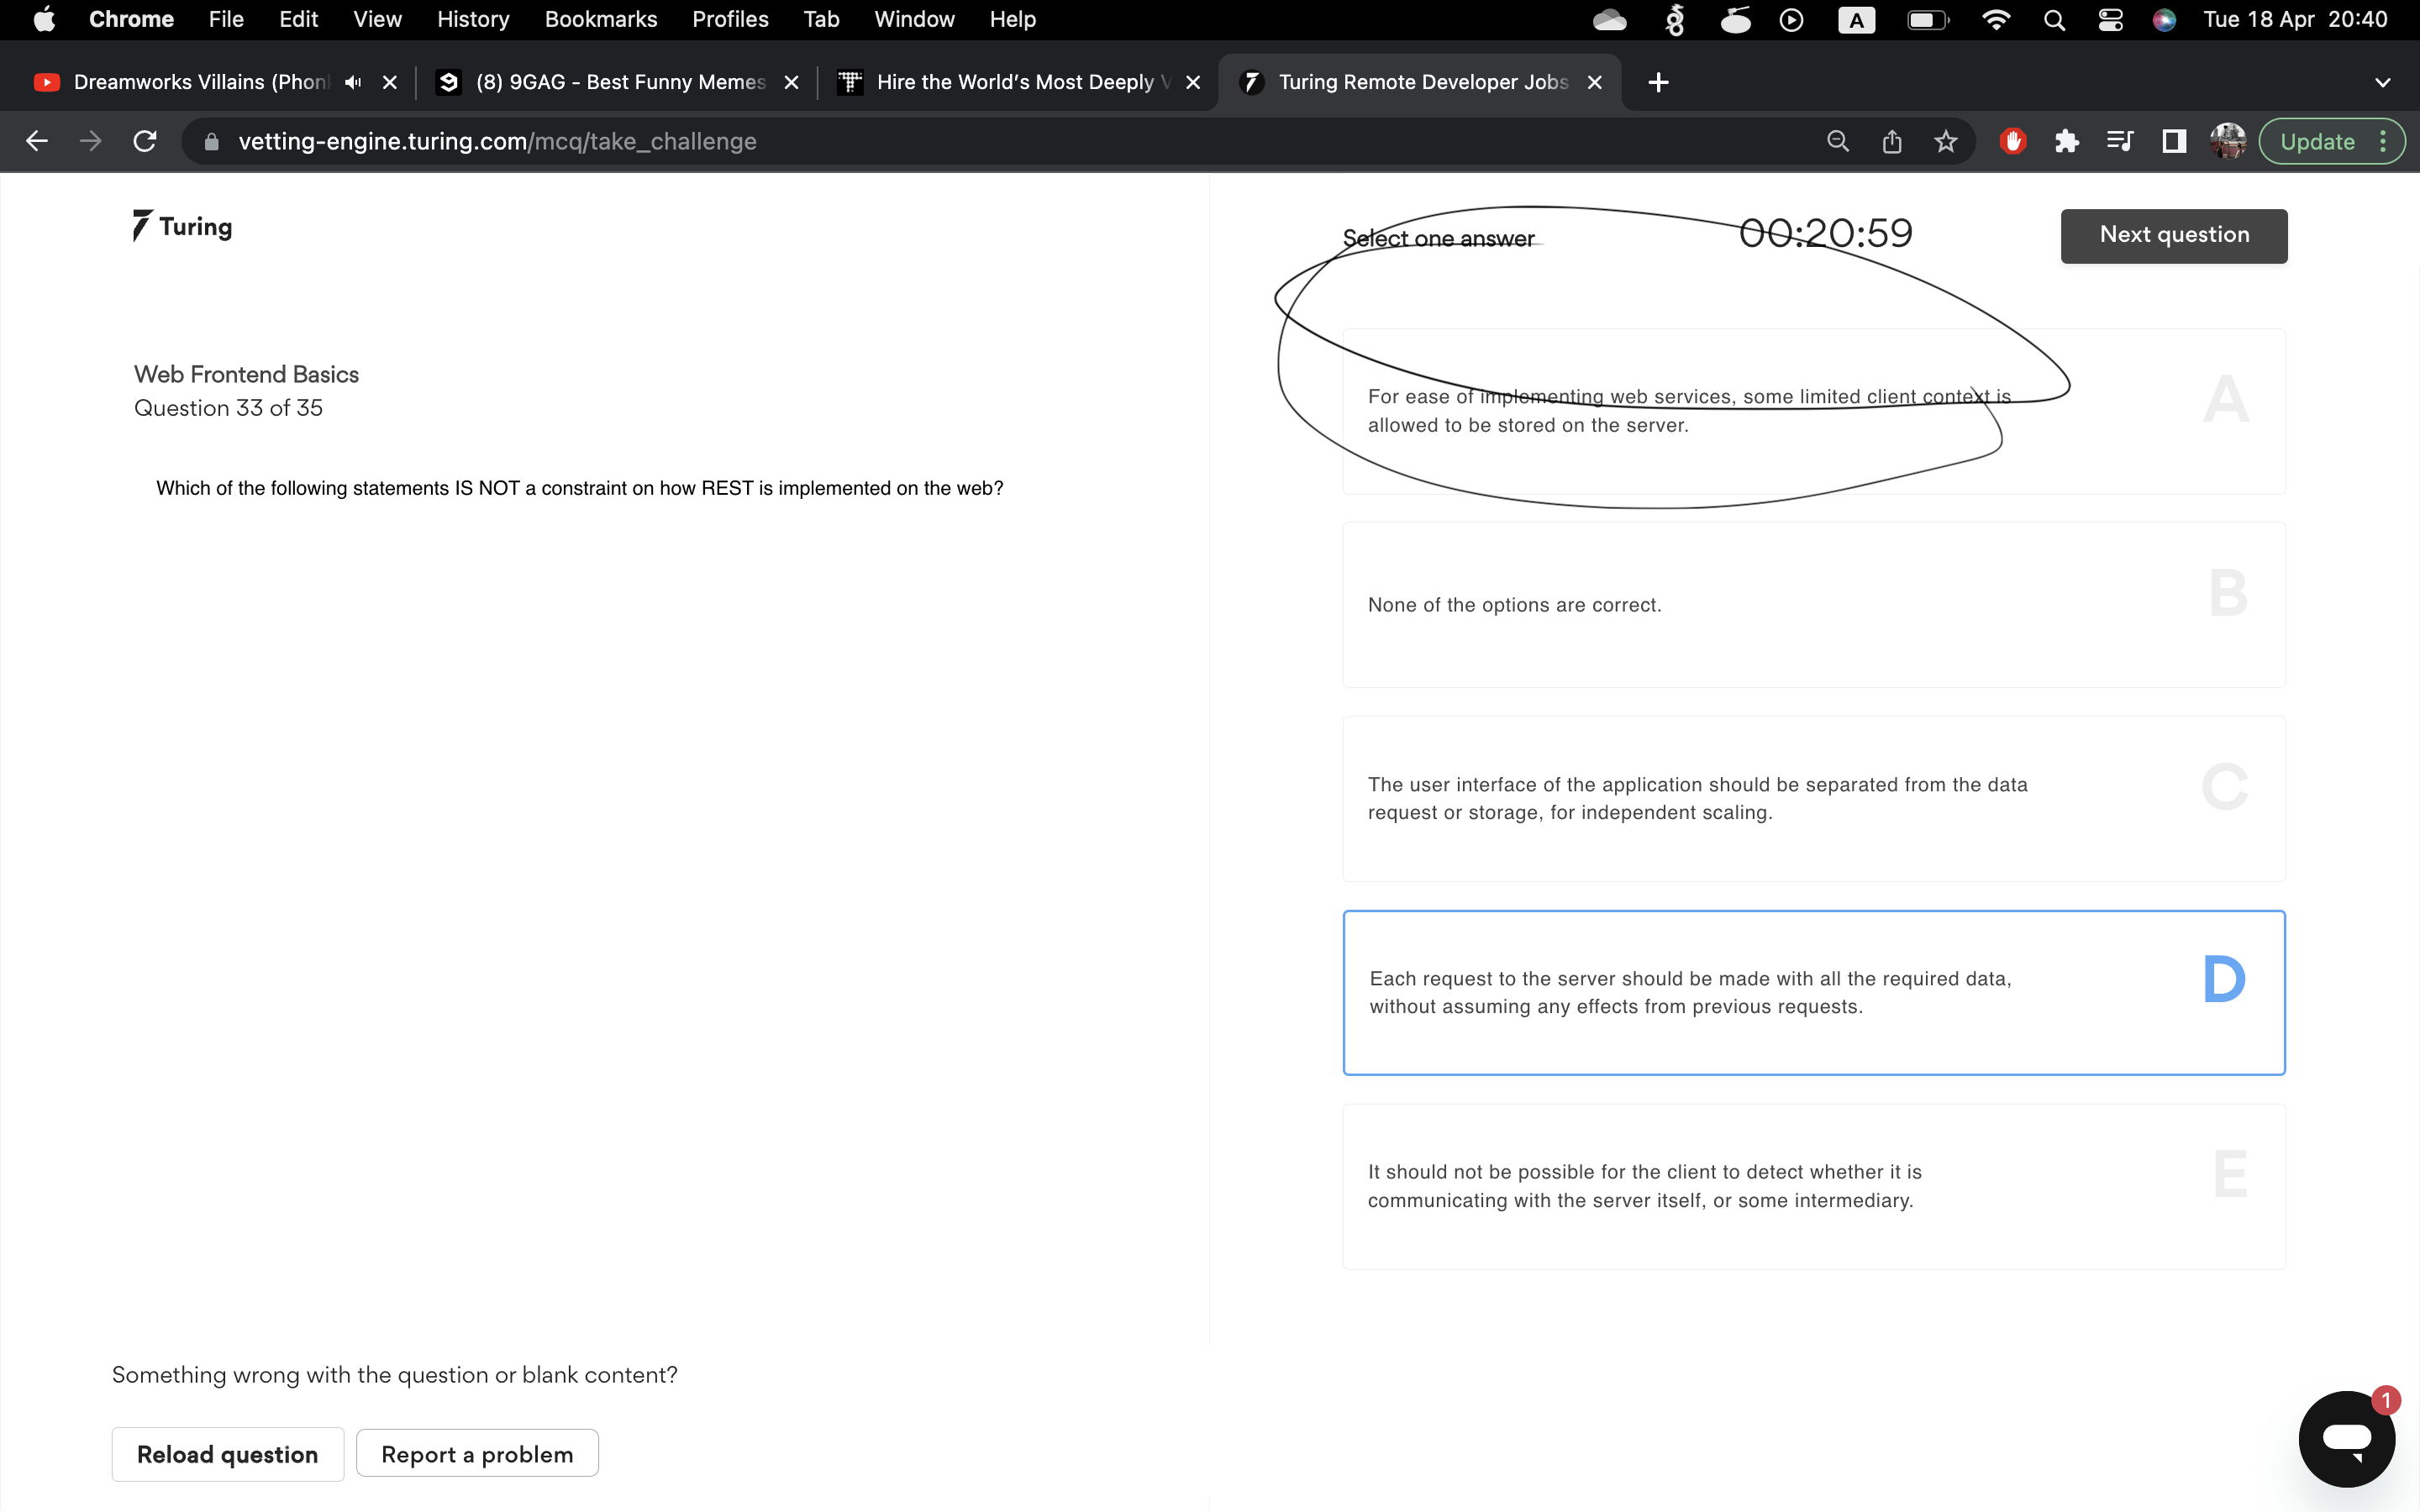 Chrome File Edit View History Bookmarks Profiles Tab Window Help A Tue 18 Apr 20:40
Dreamworks Villains (Phon (8) 9GAG - Best Funny Memes Hire the World's Most Deeply Turing Remote Developer Jobs
vetting-engine.turing.com/mcq/take_challenge Update
Turing
Select one answer 00:20:59 Next question
Web Frontend Basics
Question 33 of 35
Which of the following statements IS NOT a constraint on how REST is implemented on the web?
For ease of implementing web services, some limited client context is
allowed to be stored on the server.
A
None of the options are correct.
B
The user interface of the application should be separated from the data
request or storage, for independent scaling.
C
Each request to the server should be made with all the required data,
without assuming any effects from previous requests.
D
It should not be possible for the client to detect whether it is
communicating with the server itself, or some intermediary.
E
Something wrong with the question or blank content?
Reload question Report a problem
1